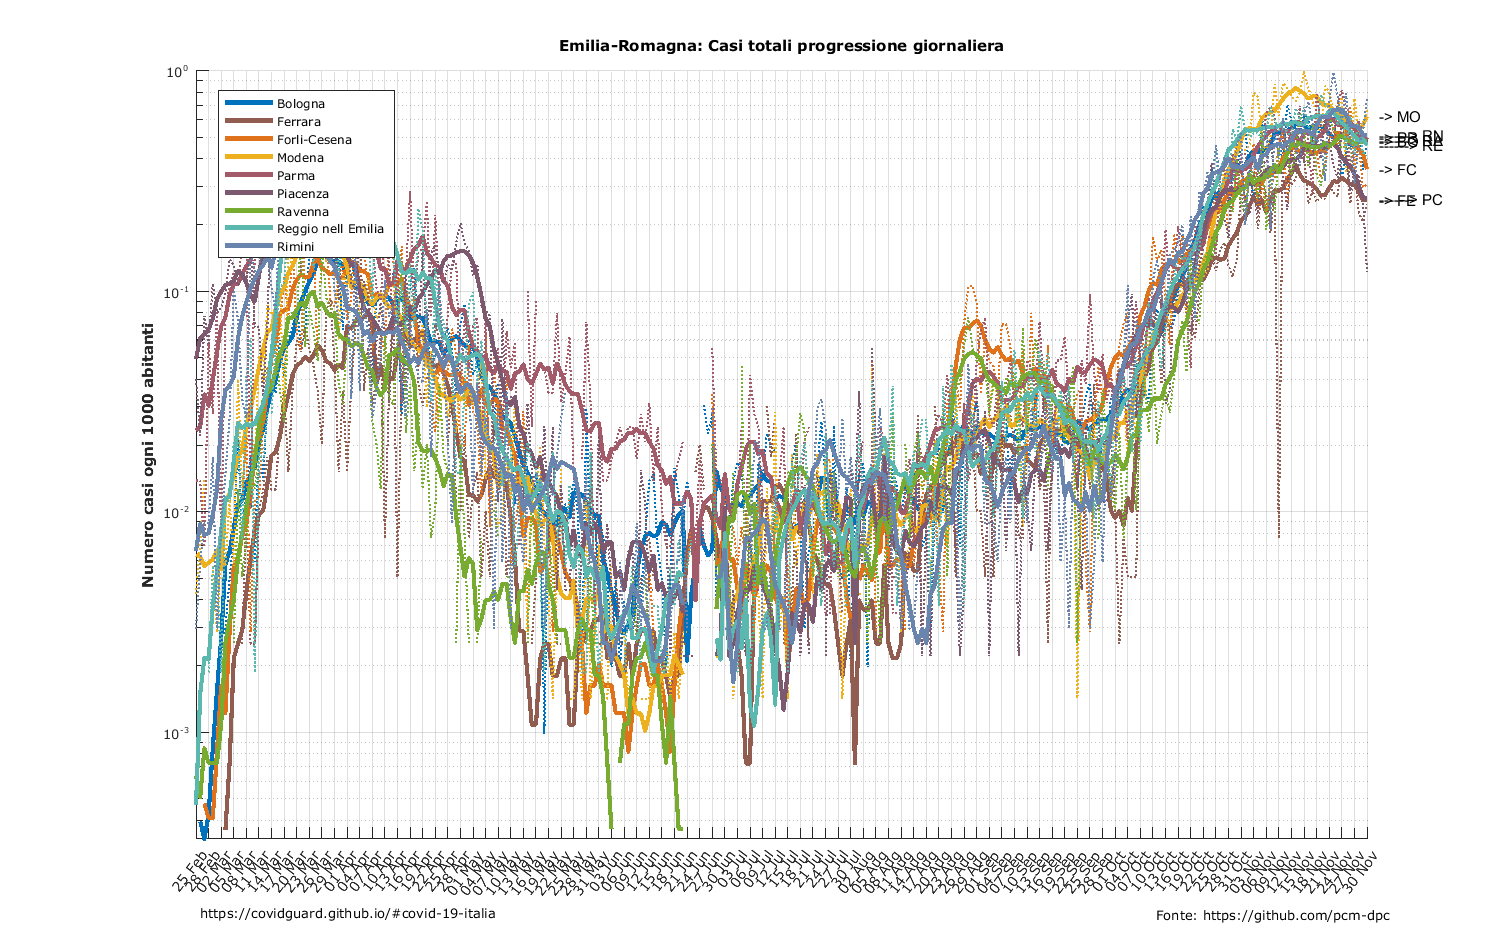 Emilia-Romagna: Casi totali progressione giornaliera
10^0
10^-1
10^-2
10^-3
Numero casi ogni 1000 abitanti
Bologna
Ferrara
Forlì-Cesena
Modena
Parma
Piacenza
Ravenna
Reggio nell Emilia
Rimini
-> MO
RN
RE
-> FC
-> FE
-> PC
25 Feb
28 Feb
02 Mar
05 Mar
08 Mar
11 Mar
14 Mar
17 Mar
20 Mar
23 Mar
26 Mar
29 Mar
01 Apr
04 Apr
07 Apr
10 Apr
13 Apr
16 Apr
19 Apr
22 Apr
25 Apr
28 Apr
01 May
04 May
07 May
10 May
13 May
16 May
19 May
22 May
25 May
28 May
31 May
03 Jun
06 Jun
09 Jun
12 Jun
15 Jun
18 Jun
21 Jun
24 Jun
27 Jun
30 Jun
03 Jul
06 Jul
09 Jul
12 Jul
15 Jul
18 Jul
21 Jul
24 Jul
27 Jul
30 Jul
02 Aug
05 Aug
08 Aug
11 Aug
14 Aug
17 Aug
20 Aug
23 Aug
26 Aug
29 Aug
01 Sep
04 Sep
07 Sep
10 Sep
13 Sep
16 Sep
19 Sep
22 Sep
25 Sep
28 Sep
01 Oct
04 Oct
07 Oct
10 Oct
13 Oct
16 Oct
19 Oct
22 Oct
25 Oct
28 Oct
31 Oct
03 Nov
06 Nov
09 Nov
12 Nov
15 Nov
18 Nov
21 Nov
24 Nov
27 Nov
30 Nov
https://covidguard.github.io/#covid-19-italia
Fonte: https://github.com/pcm-dpc